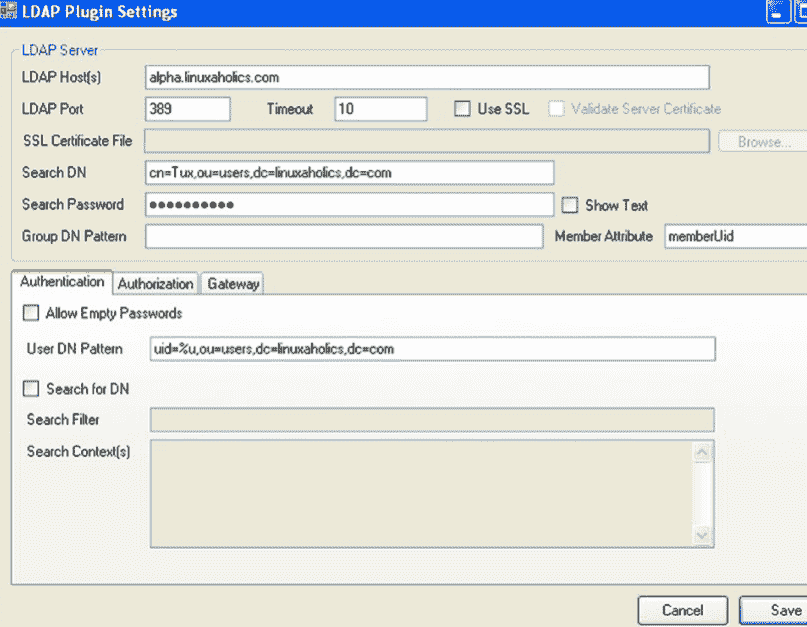 LDAP Plugin Settings
LDAP Server
LDAP Host(s) alpha.linuxaholics.com
LDAP Port 389 Timeout 10 Use SSL Validate Server Certificate
SSL Certificate File Browse...
Search DN cn=Tux,ou=users,dc=linuxaholics,dc=com
Search Password ●●●●●●●●●● Show Text
Group DN Pattern Member Attribute memberUid
Authentication Authorization Gateway
Allow Empty Passwords
User DN Pattern uid=%u,ou=users,dc=linuxaholics,dc=com
Search for DN
Search Filter
Search Context(s)
Cancel Save